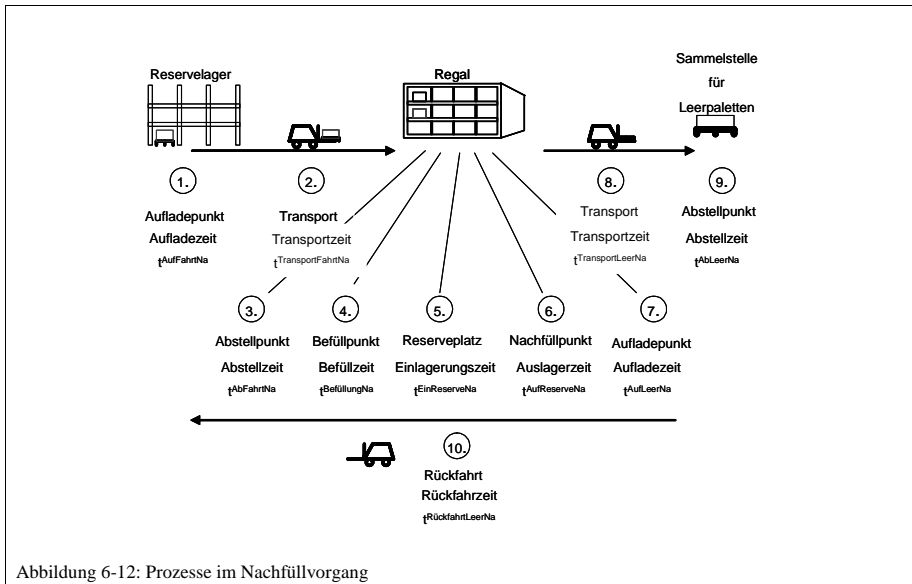 Reservelager
Regal
Sammelstelle
für
Leerpaletten
1.
Aufladepunkt
Aufladezeit
tAufFahrtNa
2.
Transport
Transportzeit
tTransportFahrtNa
8.
Transport
Transportzeit
tTransportLeerNa
9.
Abstellpunkt
Abstellzeit
tAbLeerNa
3.
Abstellpunkt
Abstellzeit
tAbFahrtNa
4.
Befüllpunkt
Befüllzeit
tBefüllungNa
5.
Reserveplatz
Einlagerungszeit
tEinReserveNa
6.
Nachfüllpunkt
Auslagerzeit
tAufReserveNa
7.
Aufladepunkt
Aufladezeit
tAufLeerNa
10.
Rückfahrt
Rückfahrzeit
tRückfahrtLeerNa
Abbildung 6-12: Prozesse im Nachfüllvorgang